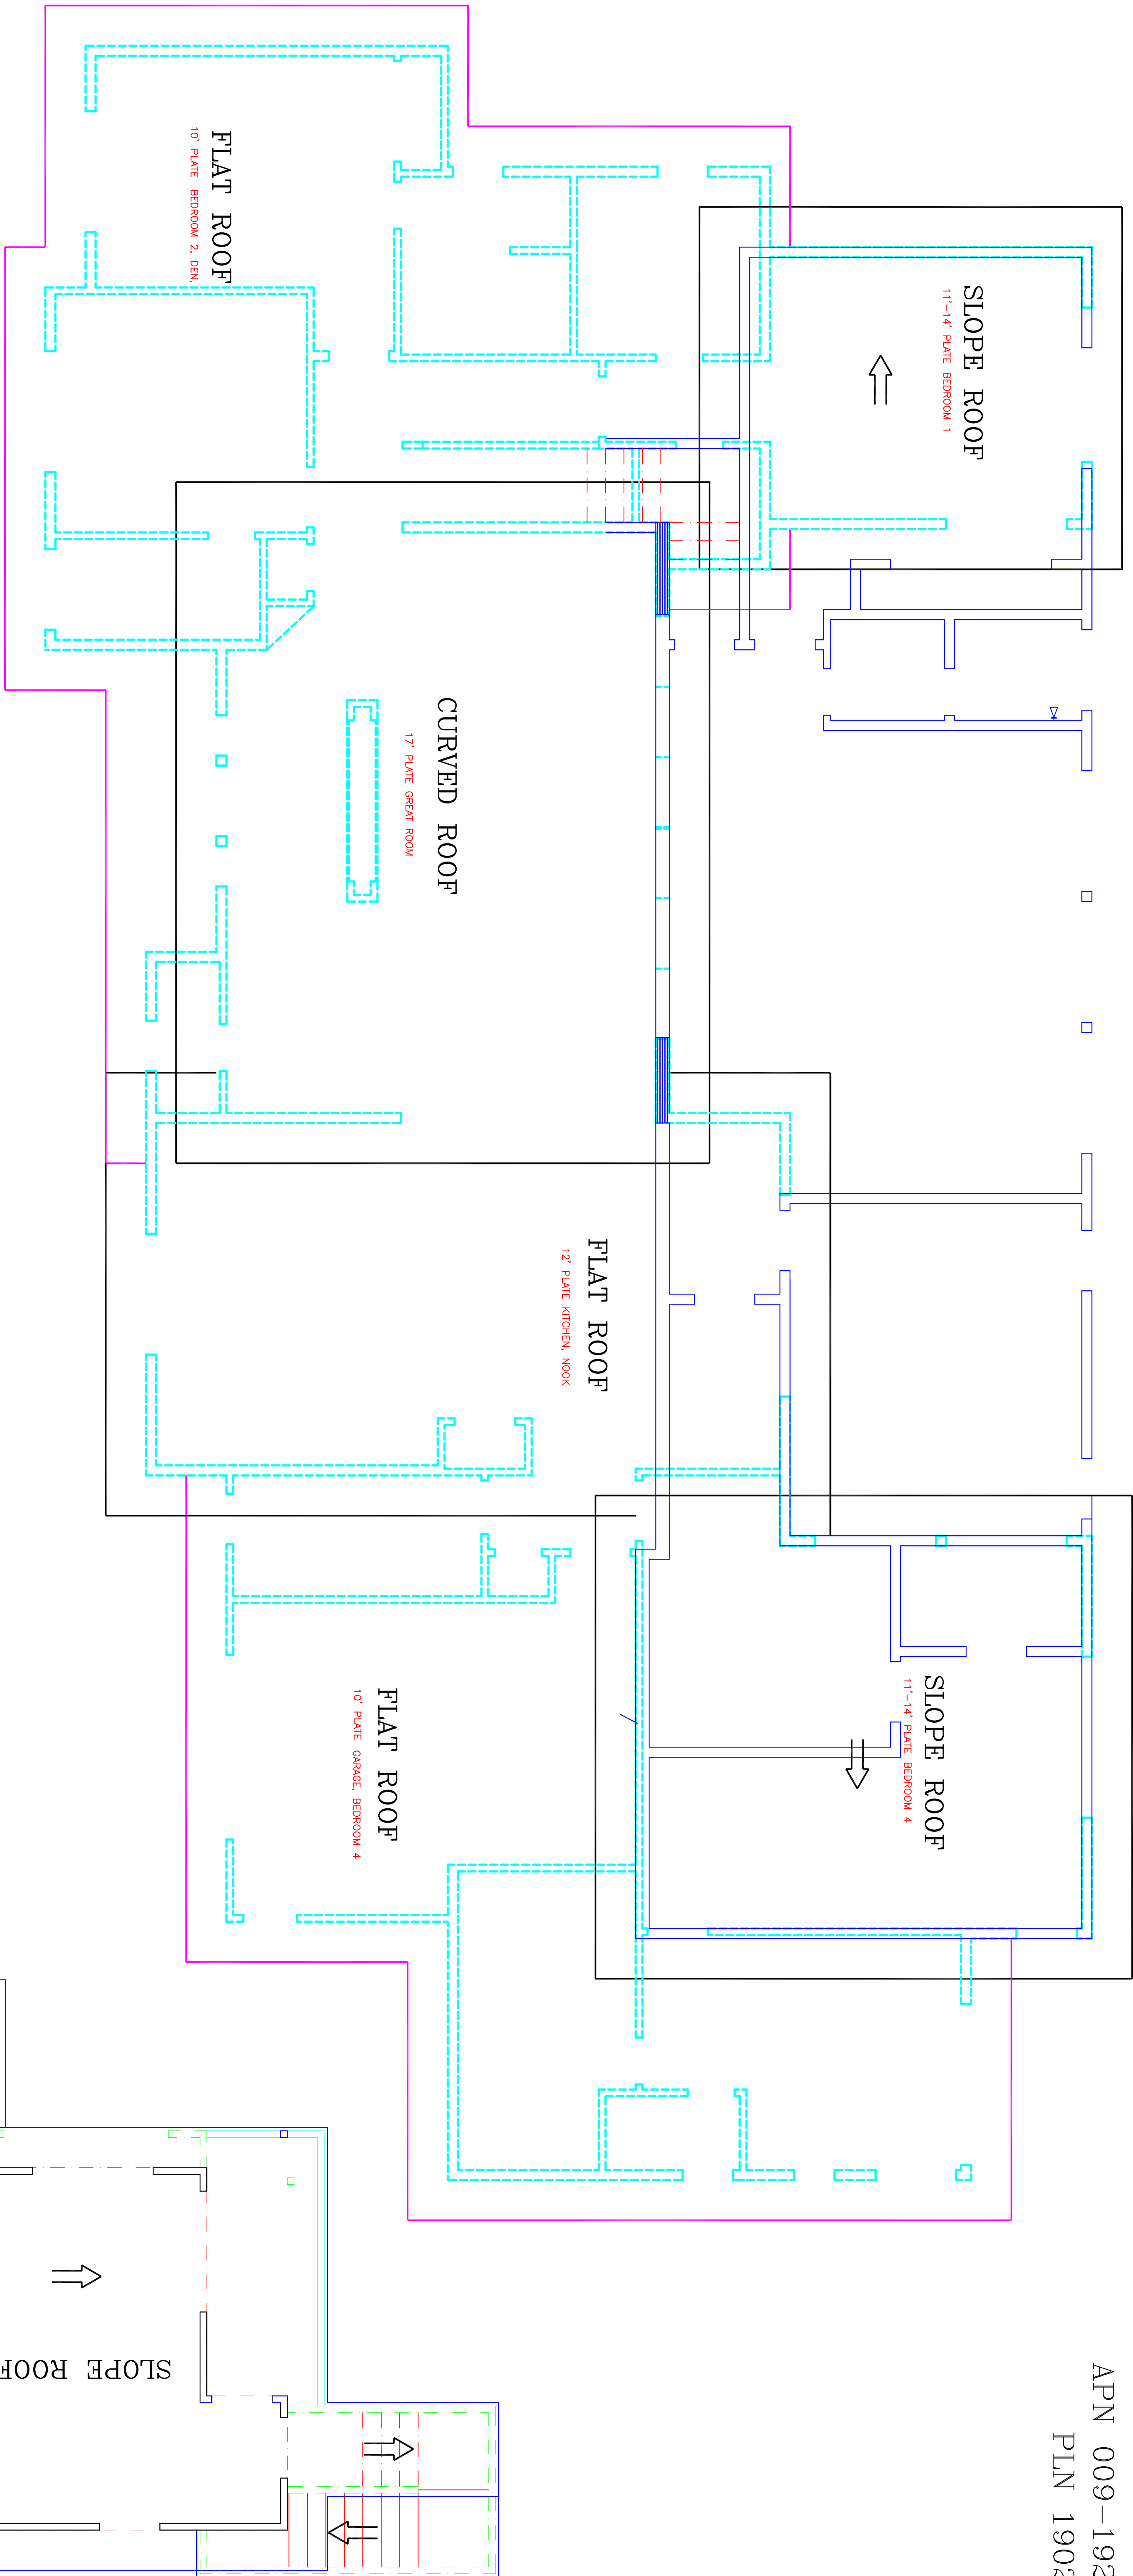 APN 009-192
PLN 1902
SLOPE ROOF
11'-14' PLATE BEDROOM 1
FLAT ROOF
10' PLATE BEDROOM 2, DEN,
CURVED ROOF
17' PLATE GREAT ROOM
FLAT ROOF
12' PLATE KITCHEN, NOOK
SLOPE ROOF
11'-14' PLATE BEDROOM 4
FLAT ROOF
10' PLATE GARAGE, BEDROOM 4
SLOPE ROOF